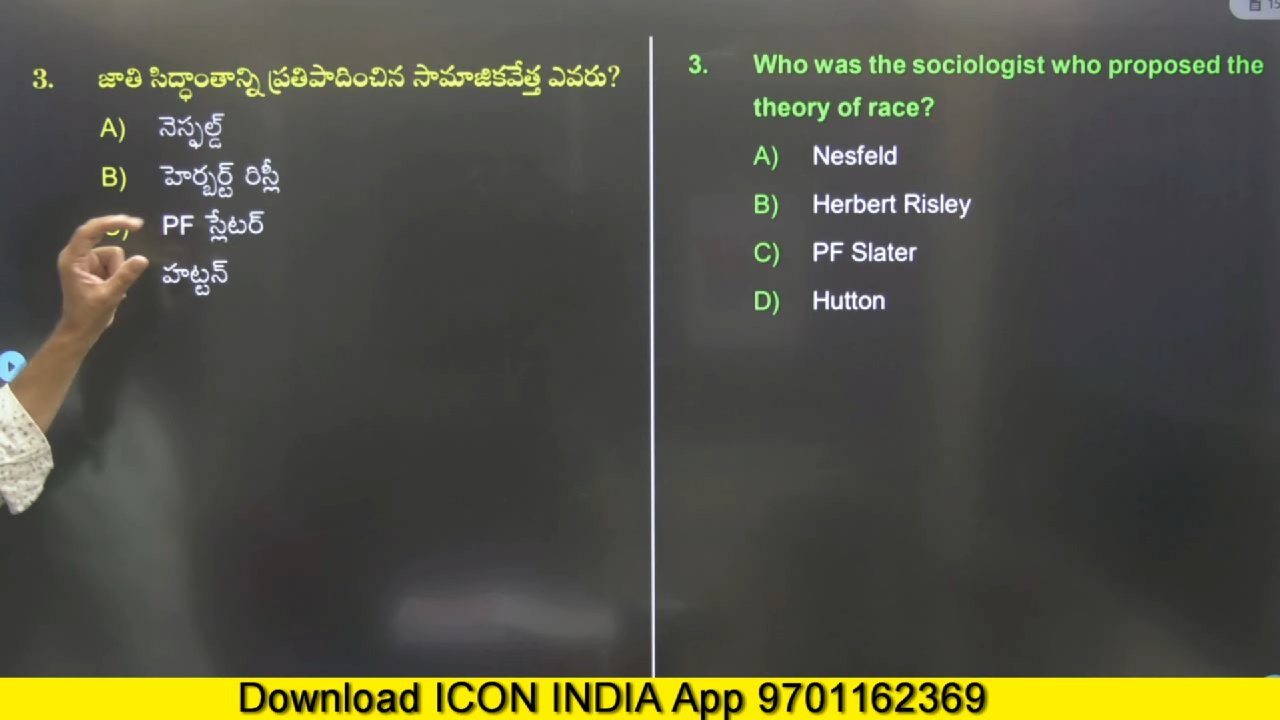 3. జాతి సిద్ధాంతాన్ని ప్రతిపాదించిన సామాజికవేత్త ఎవరు?
A) నెస్ఫల్డ్
B) హెర్బర్ట్ రిస్లీ
PF స్లేటర్
హట్టన్
3. Who was the sociologist who proposed the
theory of race?
A) Nesfeld
B) Herbert Risley
C) PF Slater
D) Hutton
Download ICON INDIA App 9701162369